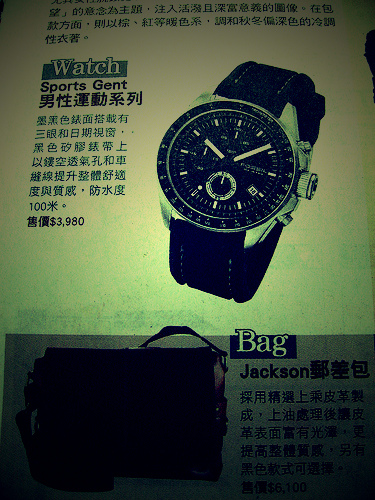 望」的意念為主題，注入活潑且深富意義的圖像。在包
款方面，則以棕、紅等暖色系，調和秋冬偏深色的冷調
性衣著。
Watch
Sports Gent
男性運動系列
墨黑色錶面搭載有
三眼和日期視窗，
黑色矽膠錶帶上
以鏤空透氣孔和車
縫線提升整體舒適
度與質感，防水度
100米。
售價$3,980
Bag
Jackson郵差包
採用精選上乘皮革製
成，上油處理後讓皮
革表面富有光澤，更
提高整體質感，另有
黑色款式可選擇。
售價$6,100